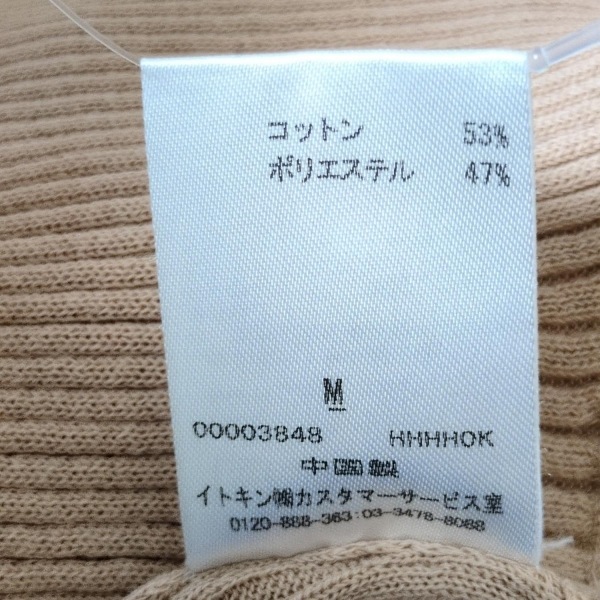 コットン 53%
ポリエステル 47%
M
00003848 HHHHOK
中国製
イトキン㈱カスタマーサービス室
0120-888-363:03-3478-8088